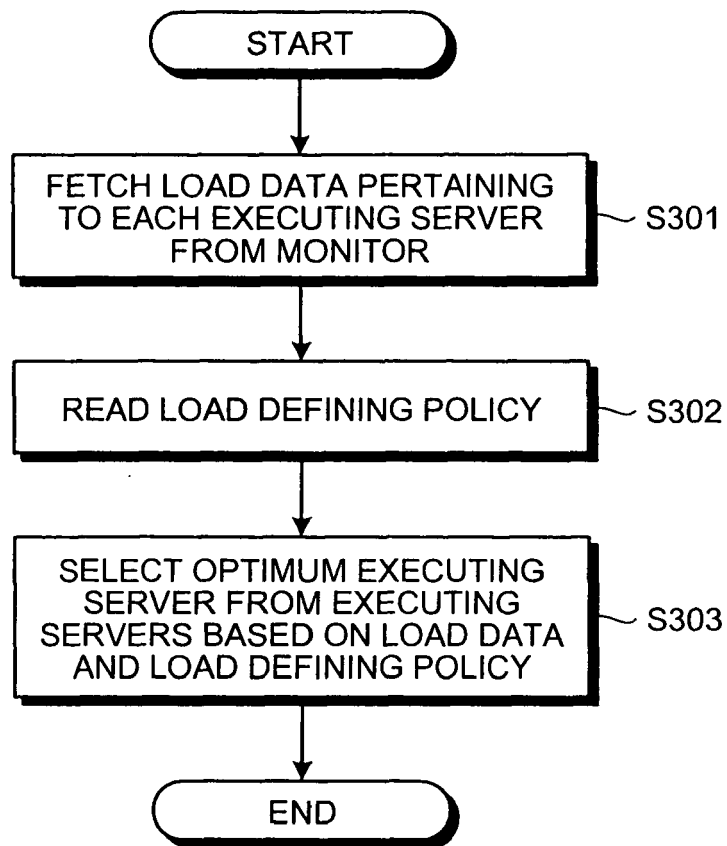 START
FETCH LOAD DATA PERTAINING
TO EACH EXECUTING SERVER
FROM MONITOR
S301
READ LOAD DEFINING POLICY
S302
SELECT OPTIMUM EXECUTING
SERVER FROM EXECUTING
SERVERS BASED ON LOAD DATA
AND LOAD DEFINING POLICY
S303
END